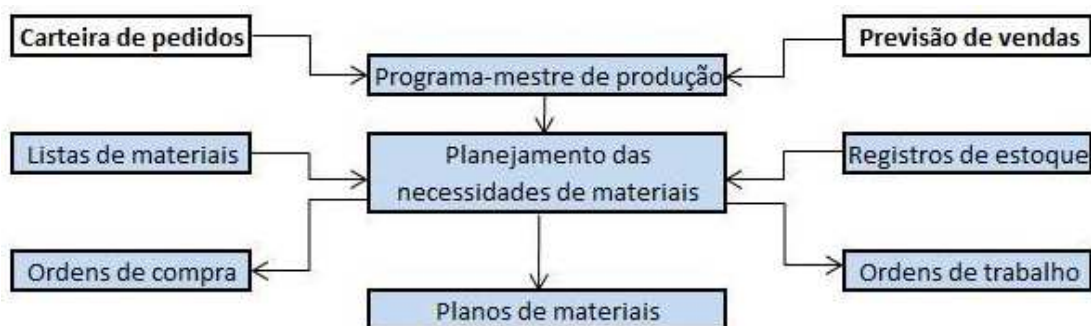 Carteira de pedidos
Previsão de vendas
Programa-mestre de produção
Listas de materiais
Planejamento das
necessidades de materiais
Registros de estoque
Ordens de compra
Ordens de trabalho
Planos de materiais